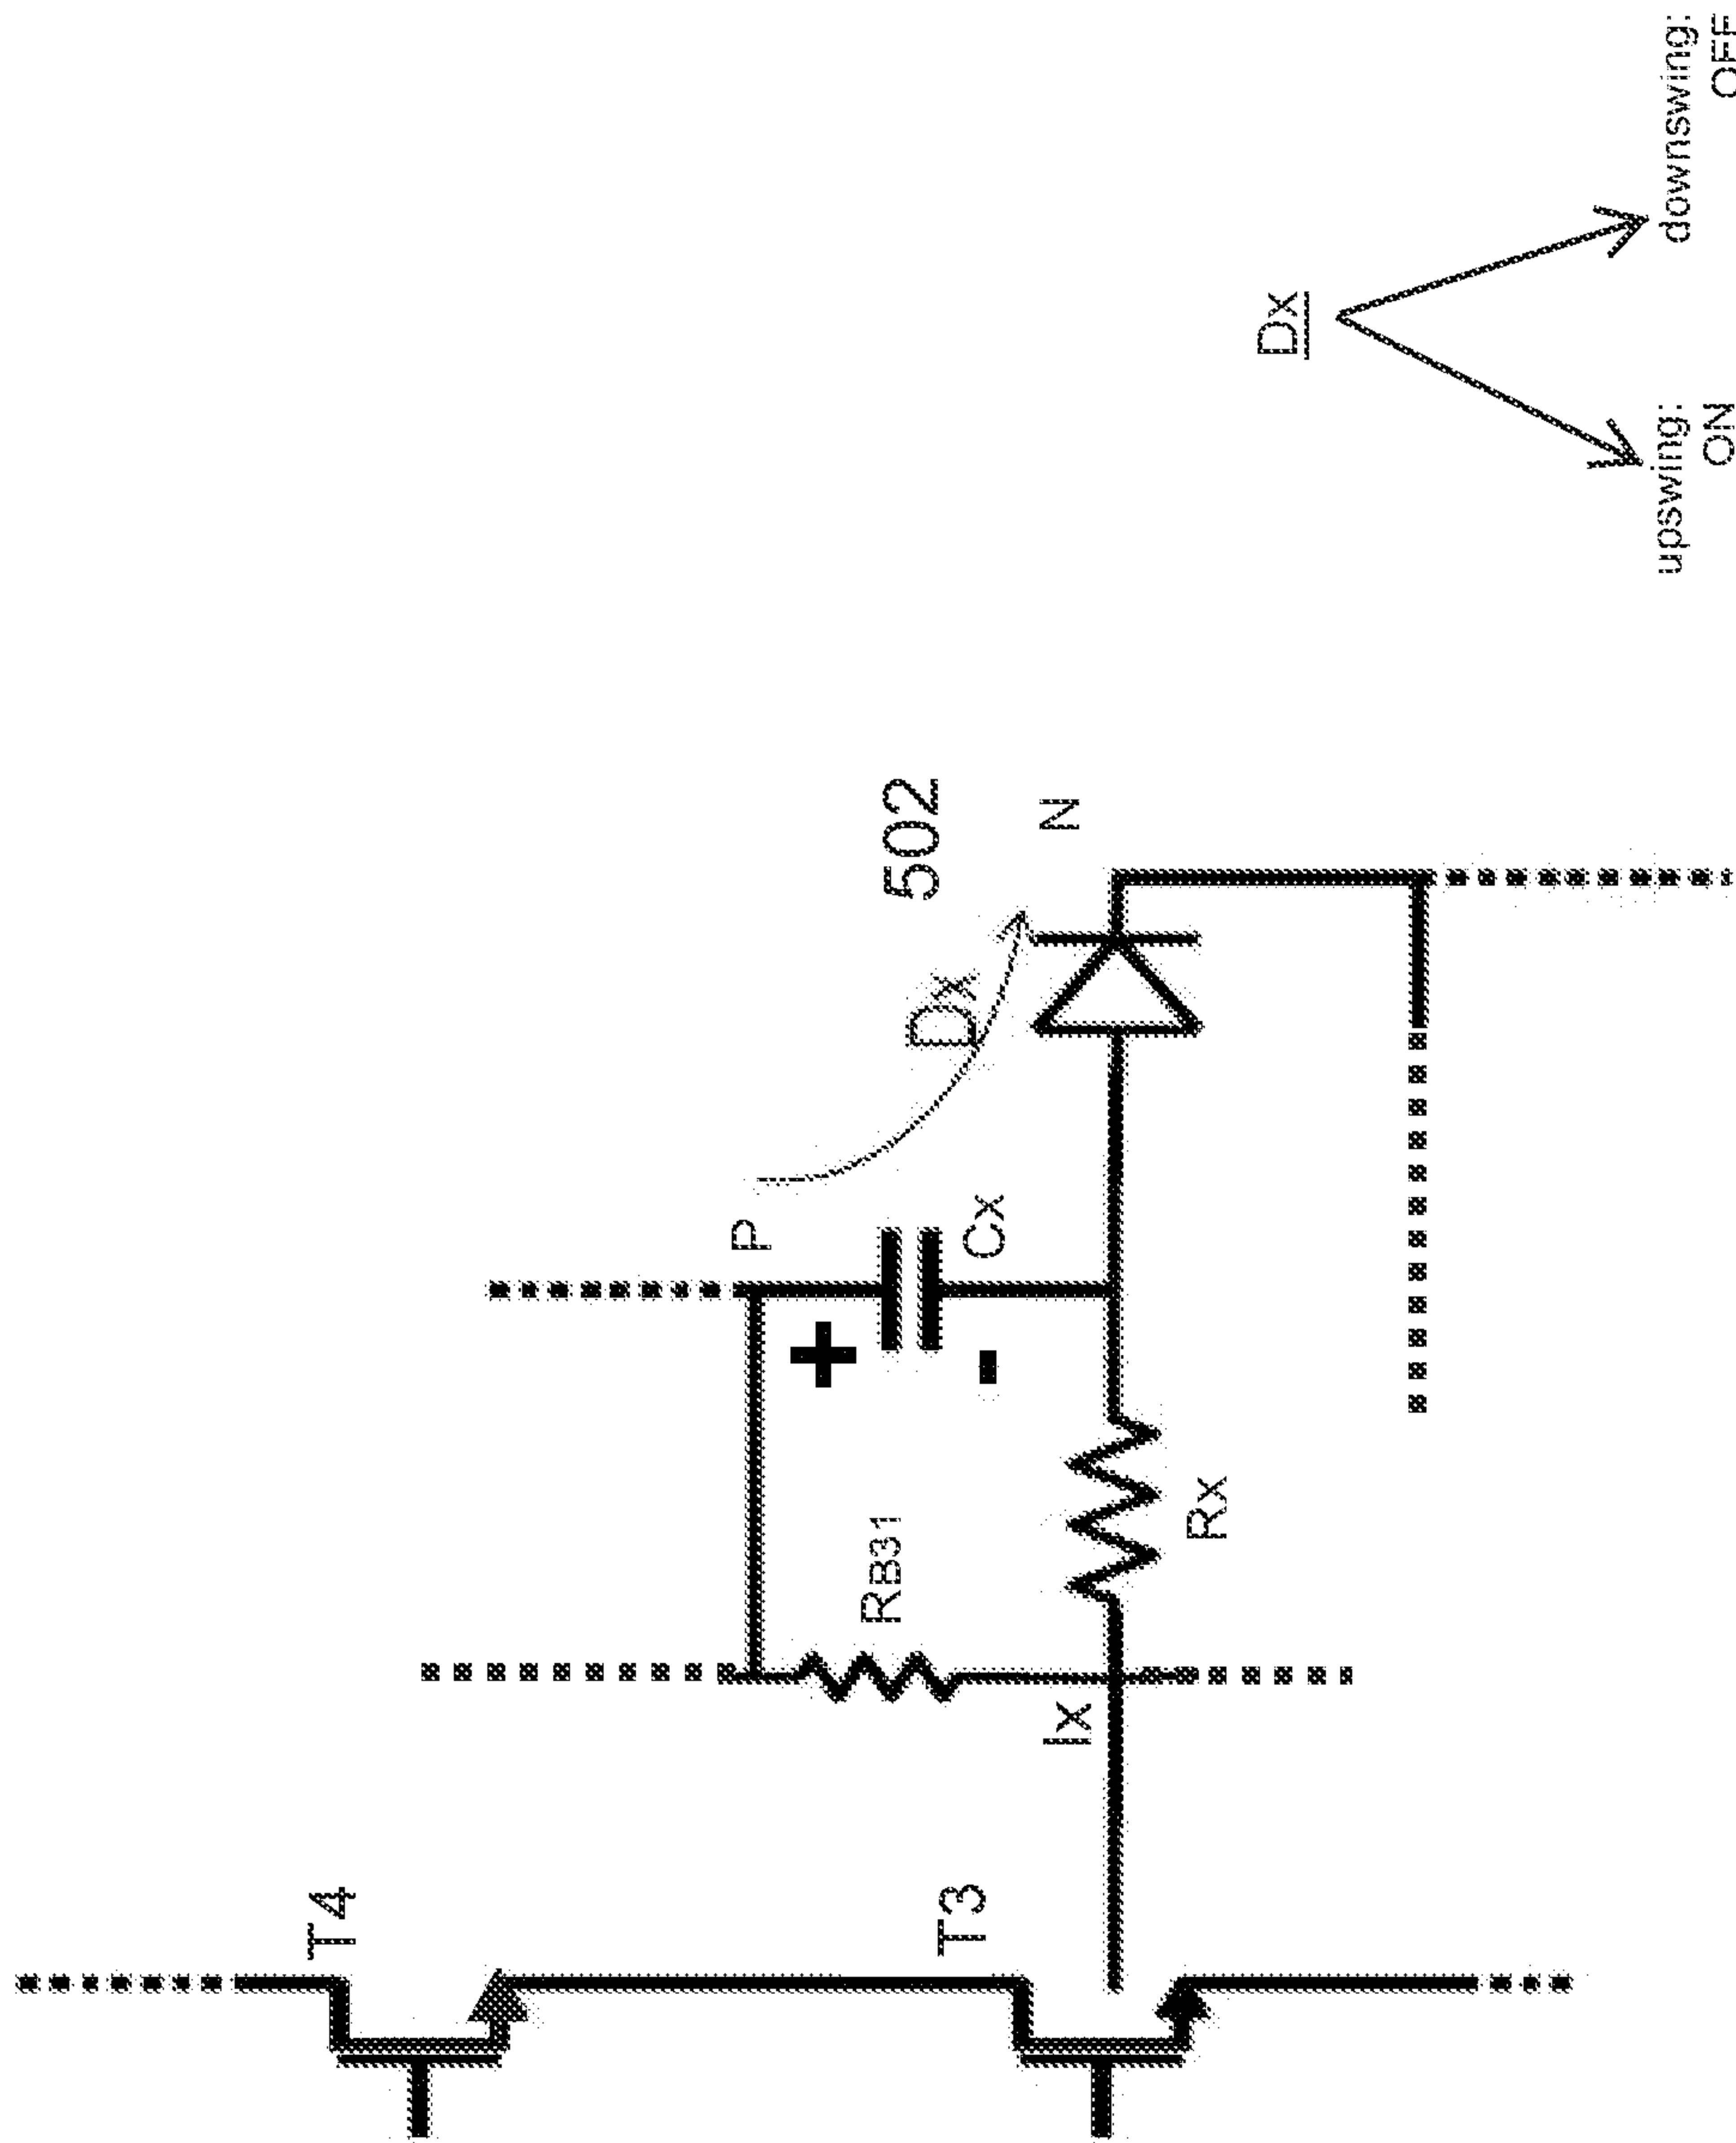 T4
T3
P
502
Dx
N
+
-
Cx
RB31
Ix
Rx
Dx
upswing:
ON
downswing:
OFF